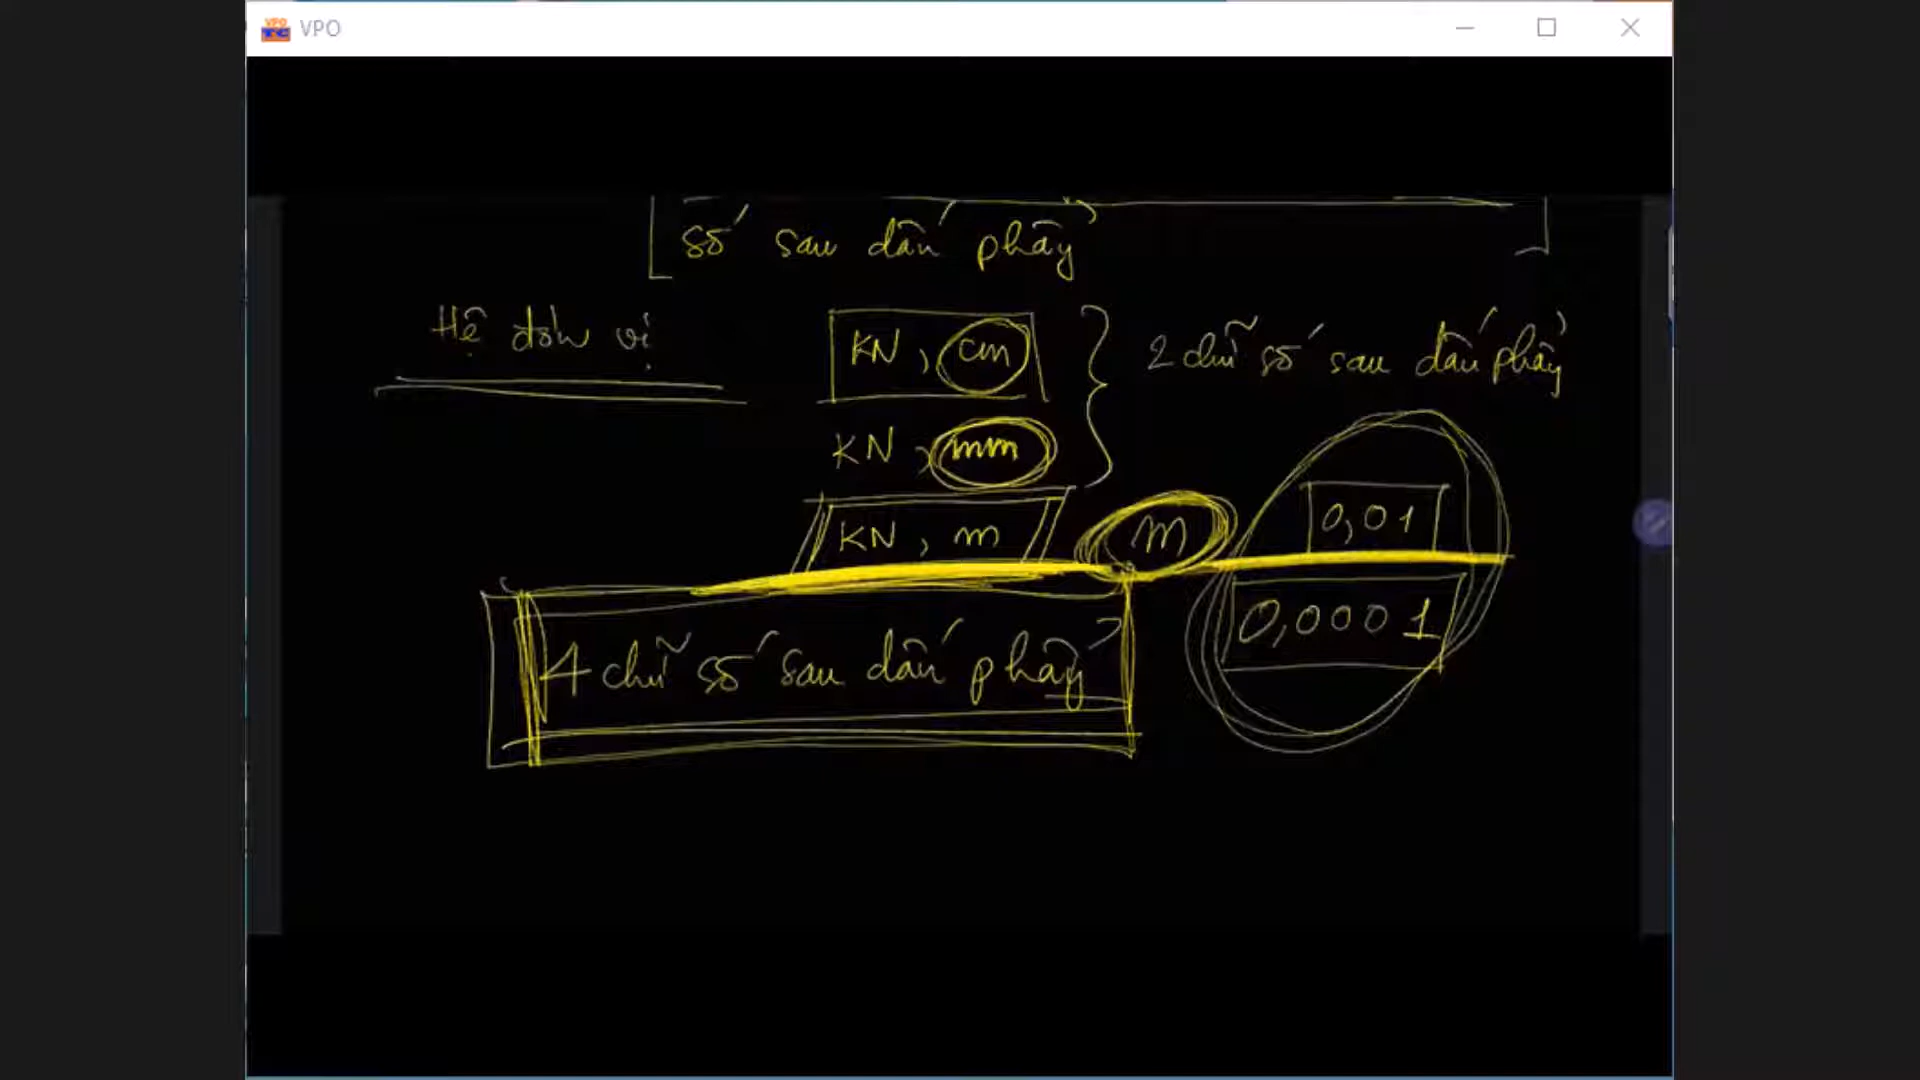 VPO
số sau dấu phẩy
Hệ đơn vị
KN, cm
2 chữ số sau dấu phẩy
KN, mm
KN, m
m
0,01
0,0001
4 chữ số sau dấu phẩy